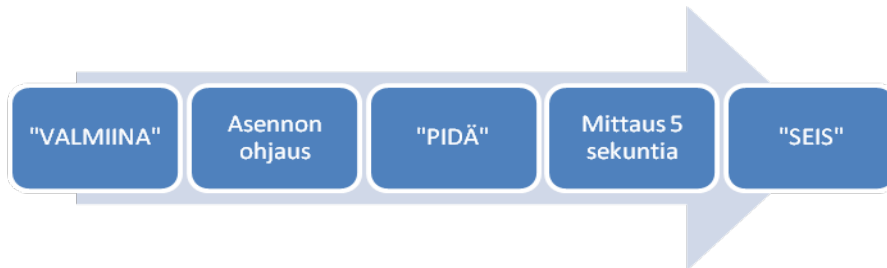 "VALMIINA"
Asennon
ohjaus
"PIDÄ"
Mittaus 5
sekuntia
"SEIS"